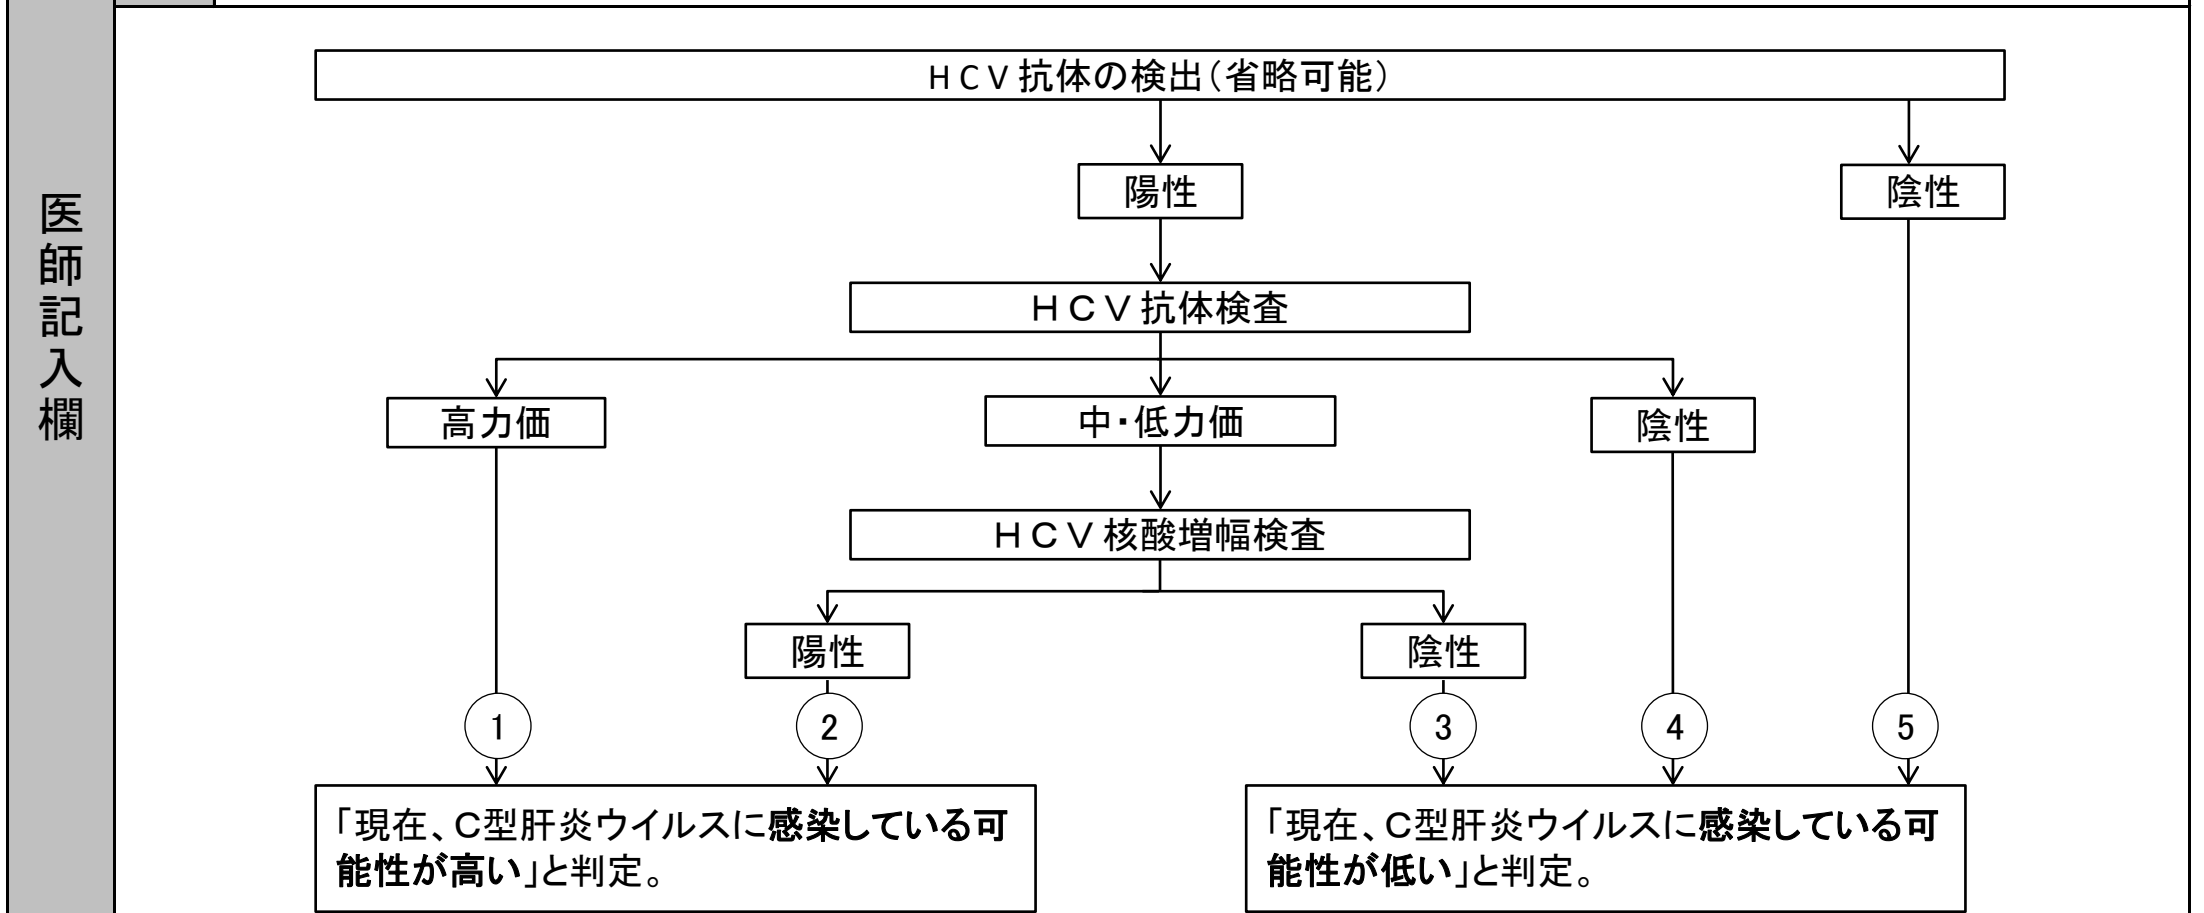 医師記入欄
ＨＣＶ抗体の検出（省略可能）
陽性
陰性
ＨＣＶ抗体検査
高力価
中・低力価
陰性
ＨＣＶ核酸増幅検査
陽性
陰性
1
2
3
4
5
「現在、Ｃ型肝炎ウイルスに感染している可
能性が高い」と判定。
「現在、Ｃ型肝炎ウイルスに感染している可
能性が低い」と判定。